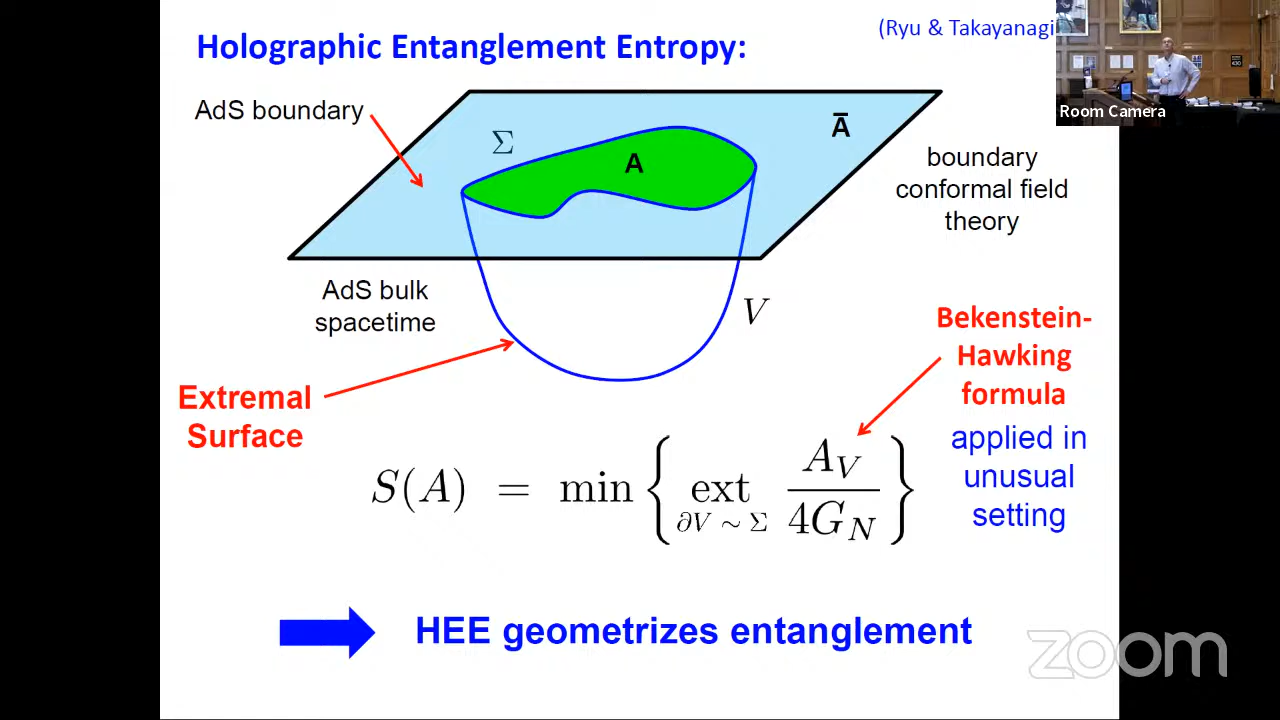 Holographic Entanglement Entropy:
(Ryu & Takayanagi
Room Camera
AdS boundary
Σ
A
Ā
boundary
conformal field
theory
AdS bulk
spacetime
V
Extremal
Surface
Bekenstein-
Hawking
formula
applied in
unusual
setting
S(A) = min { ext_{∂V ~ Σ} A_V / 4G_N }
HEE geometrizes entanglement
zoom